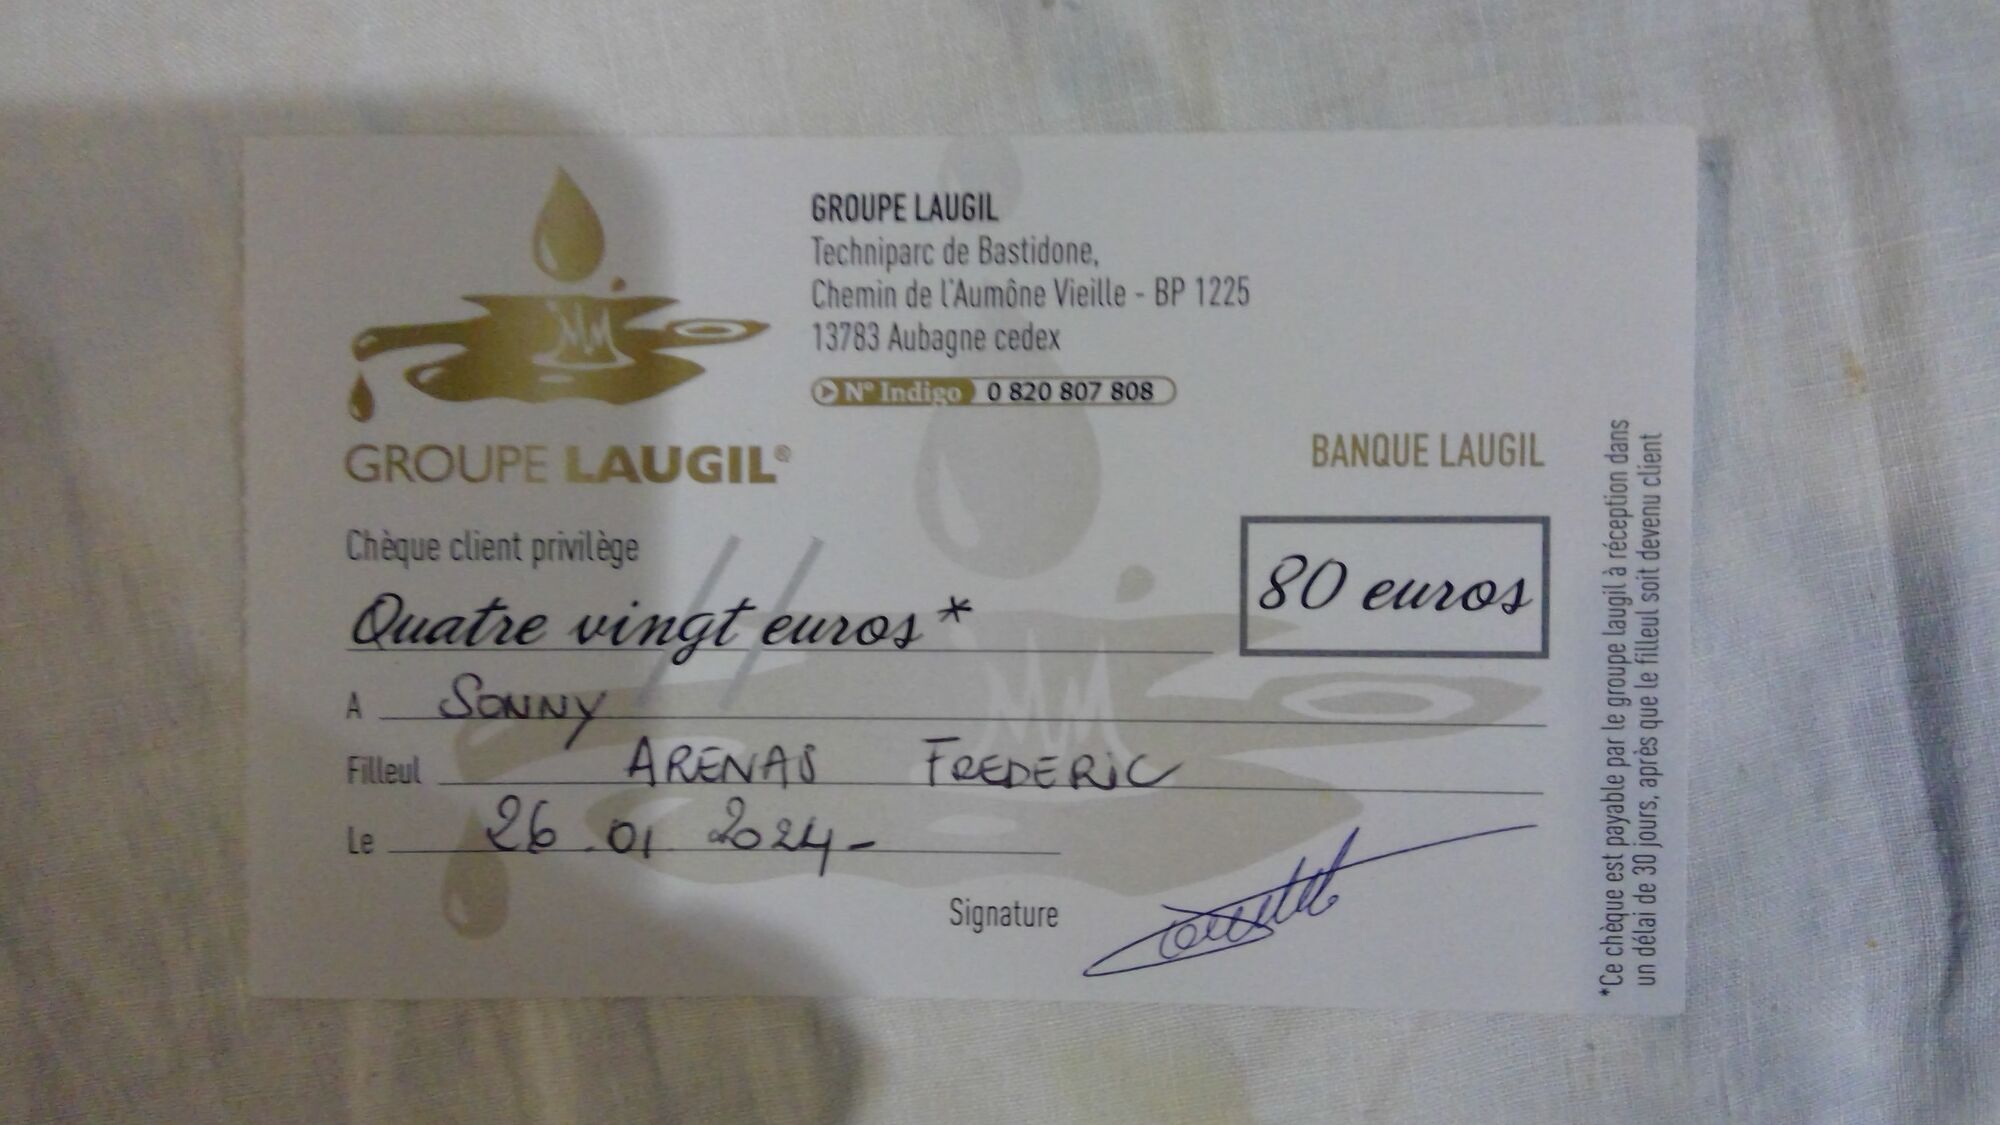 GROUPE LAUGIL
Techniparc de Bastidone,
Chemin de l'Aumône Vieille - BP 1225
13783 Aubagne cedex
N° Indigo 0 820 807 808
GROUPE LAUGIL®
BANQUE LAUGIL
Chèque client privilège
Quatre vingt euros*
80 euros
A SONNY
Filleul ARENAS FREDERIC
Le 26.01.2024-
Signature
*Ce chèque est payable par le groupe laugil à réception dans
un délai de 30 jours, après que le filleul soit devenu client